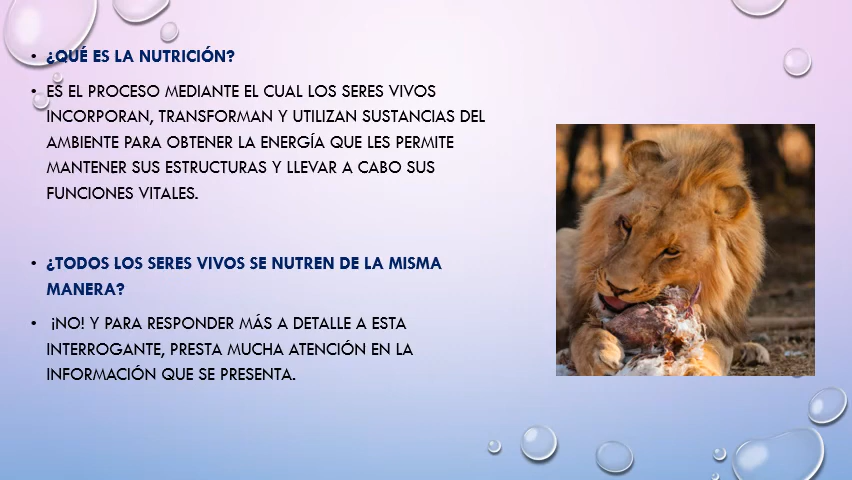 • ¿QUÉ ES LA NUTRICIÓN?
• ES EL PROCESO MEDIANTE EL CUAL LOS SERES VIVOS
INCORPORAN, TRANSFORMAN Y UTILIZAN SUSTANCIAS DEL
AMBIENTE PARA OBTENER LA ENERGÍA QUE LES PERMITE
MANTENER SUS ESTRUCTURAS Y LLEVAR A CABO SUS
FUNCIONES VITALES.
• ¿TODOS LOS SERES VIVOS SE NUTREN DE LA MISMA
MANERA?
• ¡NO! Y PARA RESPONDER MÁS A DETALLE A ESTA
INTERROGANTE, PRESTA MUCHA ATENCIÓN EN LA
INFORMACIÓN QUE SE PRESENTA.